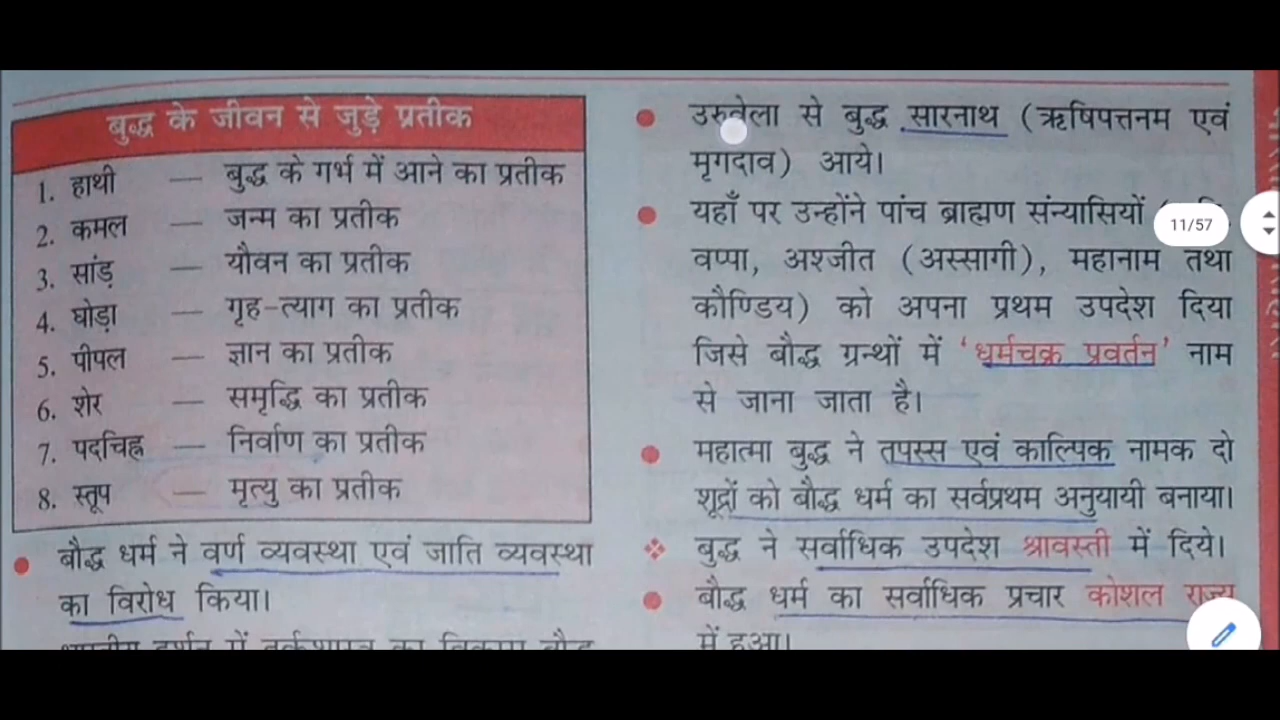 बुद्ध के जीवन से जुड़े प्रतीक
1. हाथी — बुद्ध के गर्भ में आने का प्रतीक
2. कमल — जन्म का प्रतीक
3. सांड़ — यौवन का प्रतीक
4. घोड़ा — गृह-त्याग का प्रतीक
5. पीपल — ज्ञान का प्रतीक
6. शेर — समृद्धि का प्रतीक
7. पदचिह्न — निर्वाण का प्रतीक
8. स्तूप — मृत्यु का प्रतीक
● बौद्ध धर्म ने वर्ण व्यवस्था एवं जाति व्यवस्था
का विरोध किया।
● उरुवेला से बुद्ध सारनाथ (ऋषिपत्तनम एवं
मृगदाव) आये।
● यहाँ पर उन्होंने पांच ब्राह्मण संन्यासियों
वप्पा, अश्जीत (अस्सागी), महानाम तथा
कौण्डिय) को अपना प्रथम उपदेश दिया
जिसे बौद्ध ग्रन्थों में 'धर्मचक्र प्रवर्तन' नाम
से जाना जाता है।
● महात्मा बुद्ध ने तपस्स एवं काल्पिक नामक दो
शूद्रों को बौद्ध धर्म का सर्वप्रथम अनुयायी बनाया।
❖ बुद्ध ने सर्वाधिक उपदेश श्रावस्ती में दिये।
● बौद्ध धर्म का सर्वाधिक प्रचार कोशल राज्य
में हुआ।
11/57